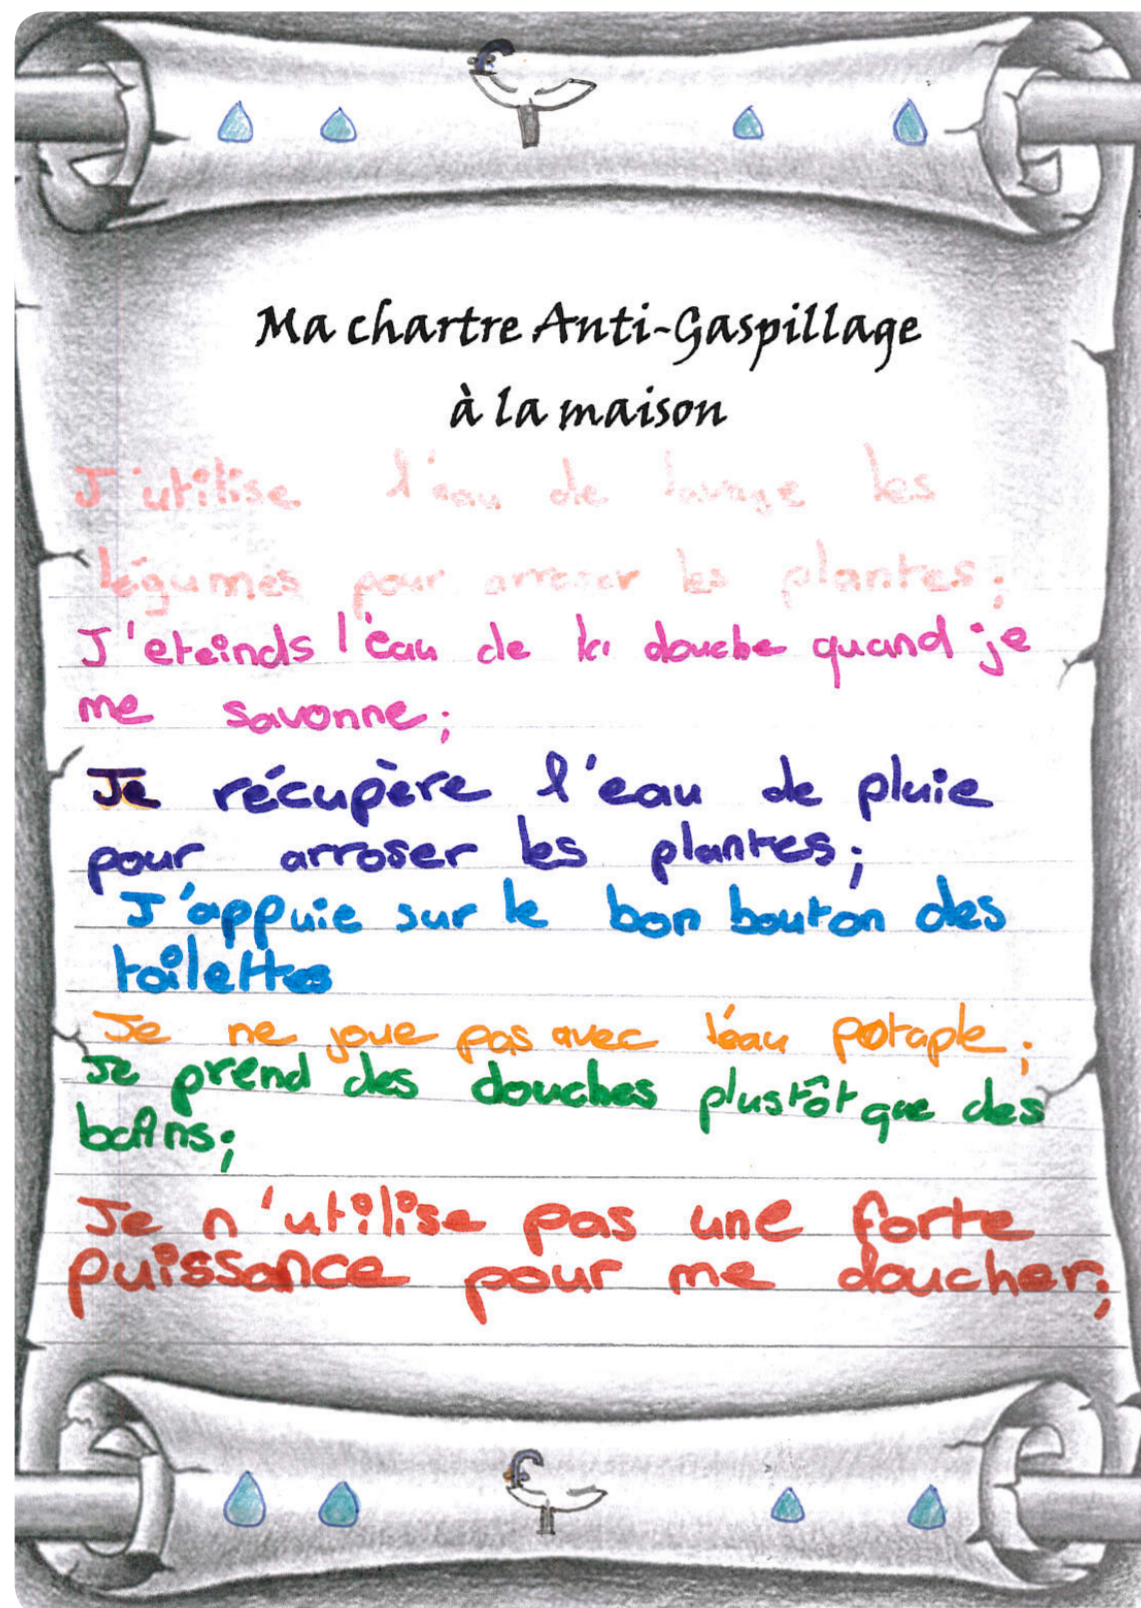 Ma chartre Anti-Gaspillage
à la maison
J'utilise l'eau de lavage les
légumes pour arroser les plantes;
J'eteinds l'eau de la douche quand je
me savonne;
Je récupère l'eau de pluie
pour arroser les plantes;
J'appuie sur le bon bouton des
toilettes
Je ne joue pas avec l'éau potaple;
Je prend des douches plustôt que des
bains;
Je n'utilise pas une forte
puissance pour me doucher;